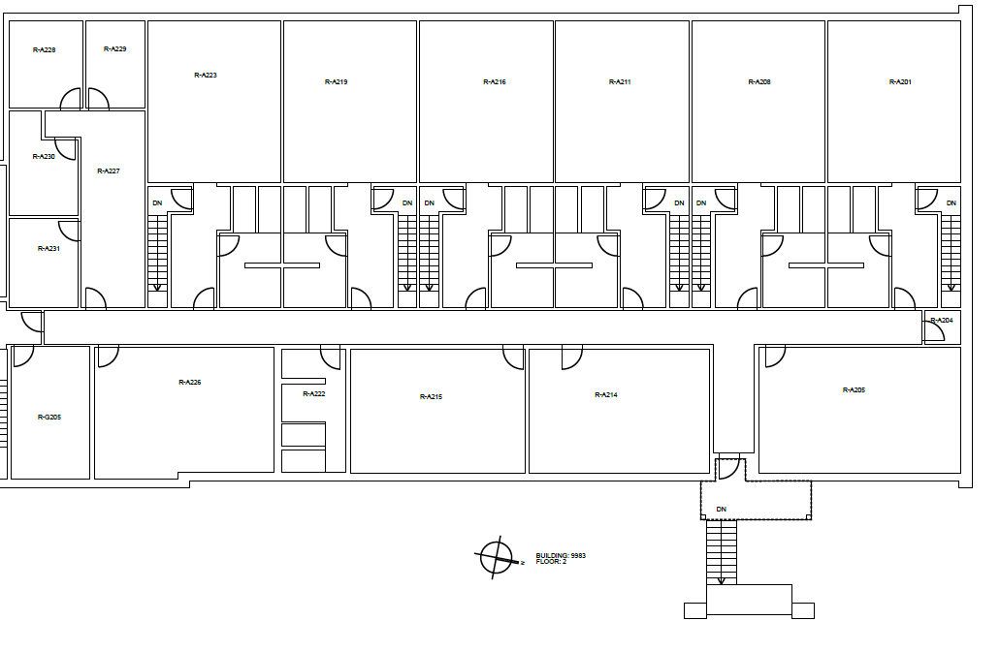 R-A228
R-A229
R-A223
R-A219
R-A216
R-A211
R-A208
R-A201
R-A230
R-A227
DN
DN
DN
DN
DN
DN
R-A231
R-A204
R-A226
R-A222
R-A215
R-A214
R-A205
R-G205
DN
N
BUILDING: 9983
FLOOR: 2